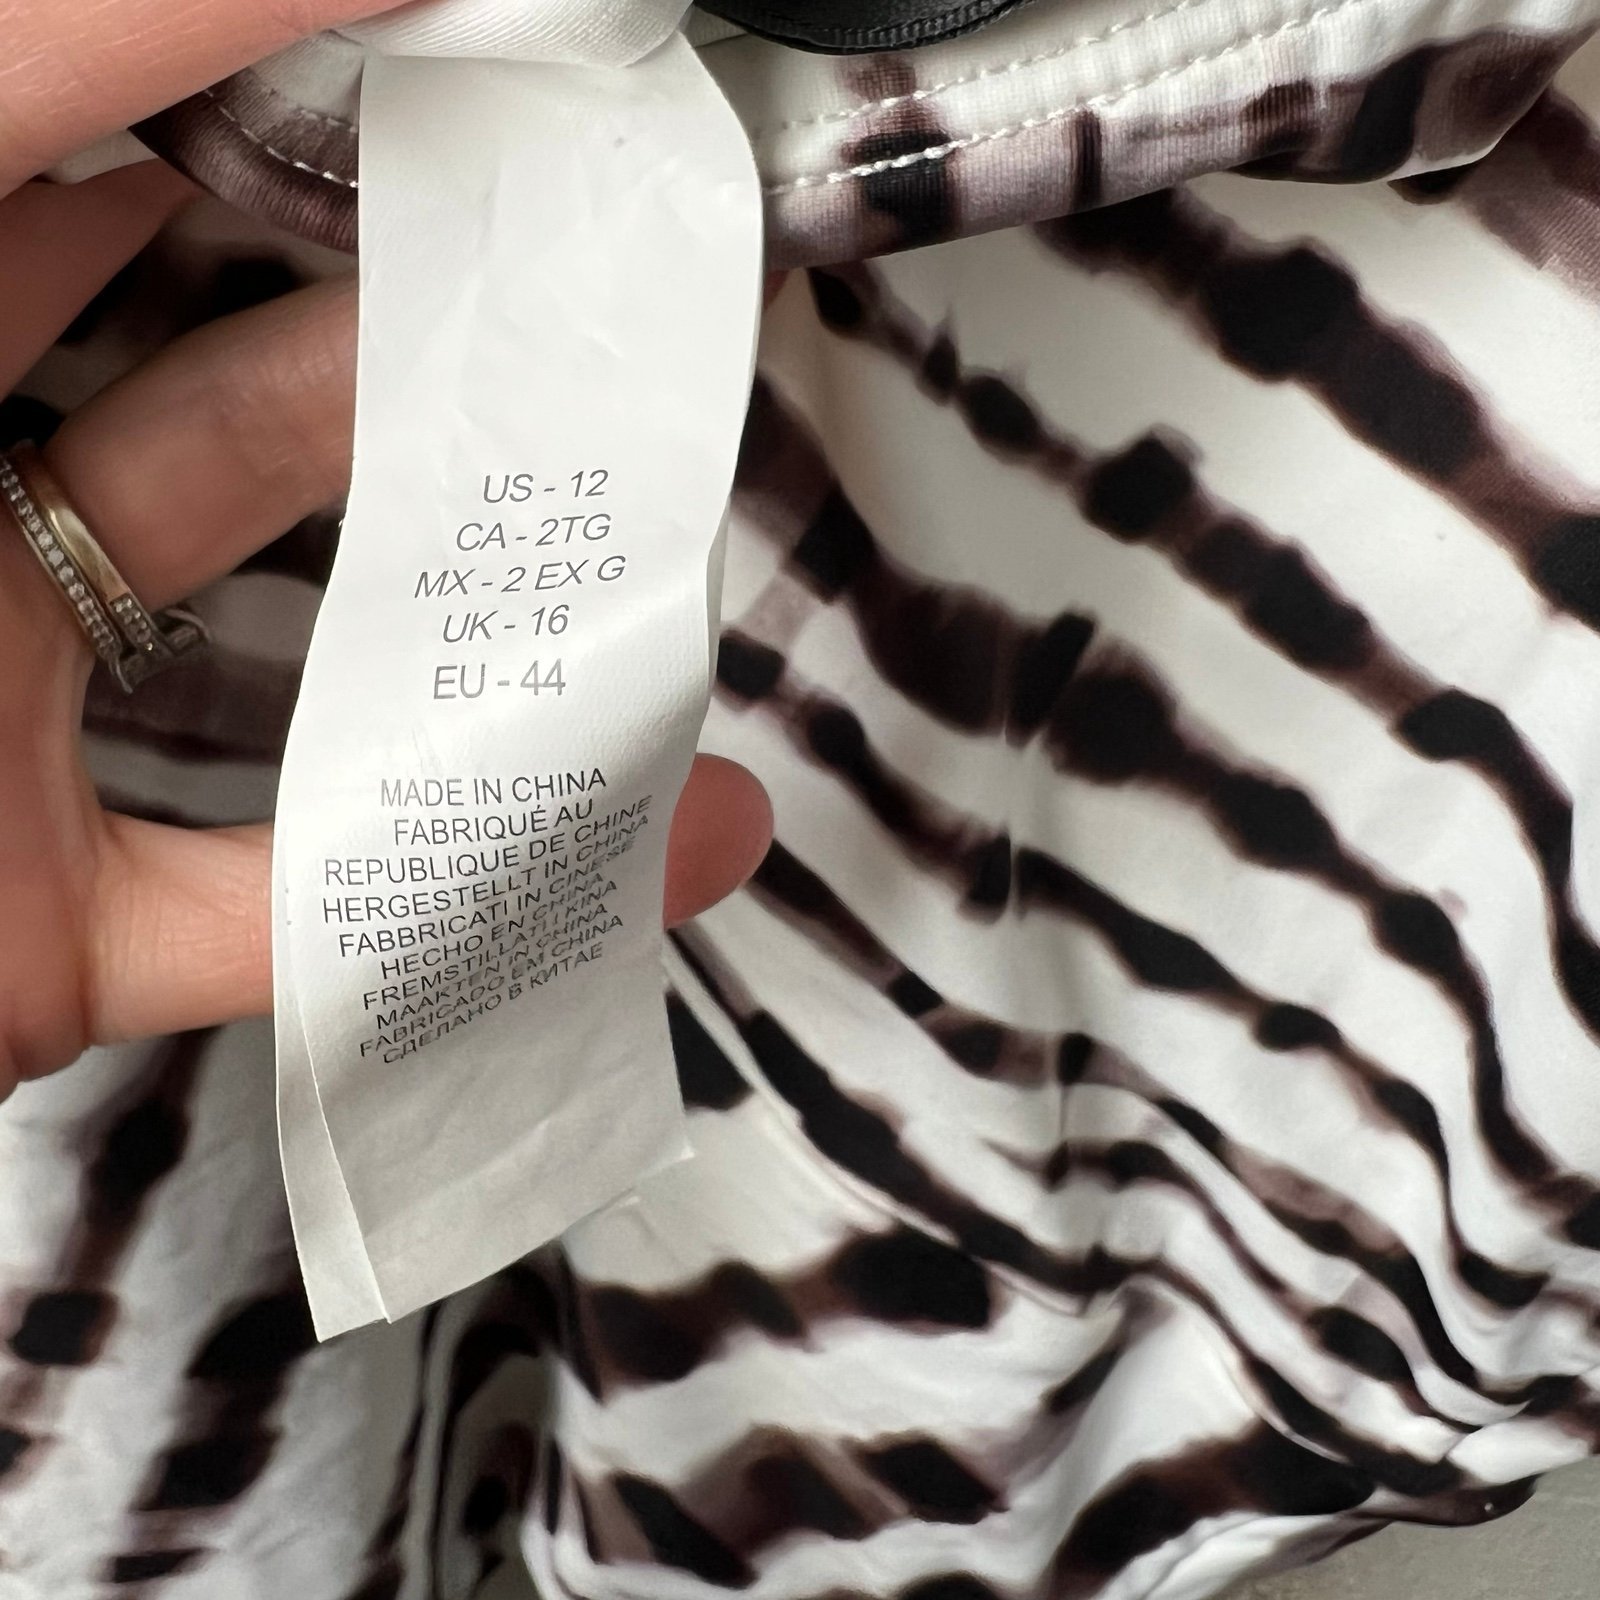 US - 12
CA - 2TG
MX - 2 EX G
UK - 16
EU - 44
MADE IN CHINA
FABRIQUÉ AU
REPUBLIQUE DE CHINE
HERGESTELLT IN CHINA
FABBRICATI IN CINESE
HECHO EN CHINA
FREMSTILLATI I KINA
MAAKTEN IN CHINA
FABRICADO EM CHINA
СДЕЛАНО В КИТАЕ